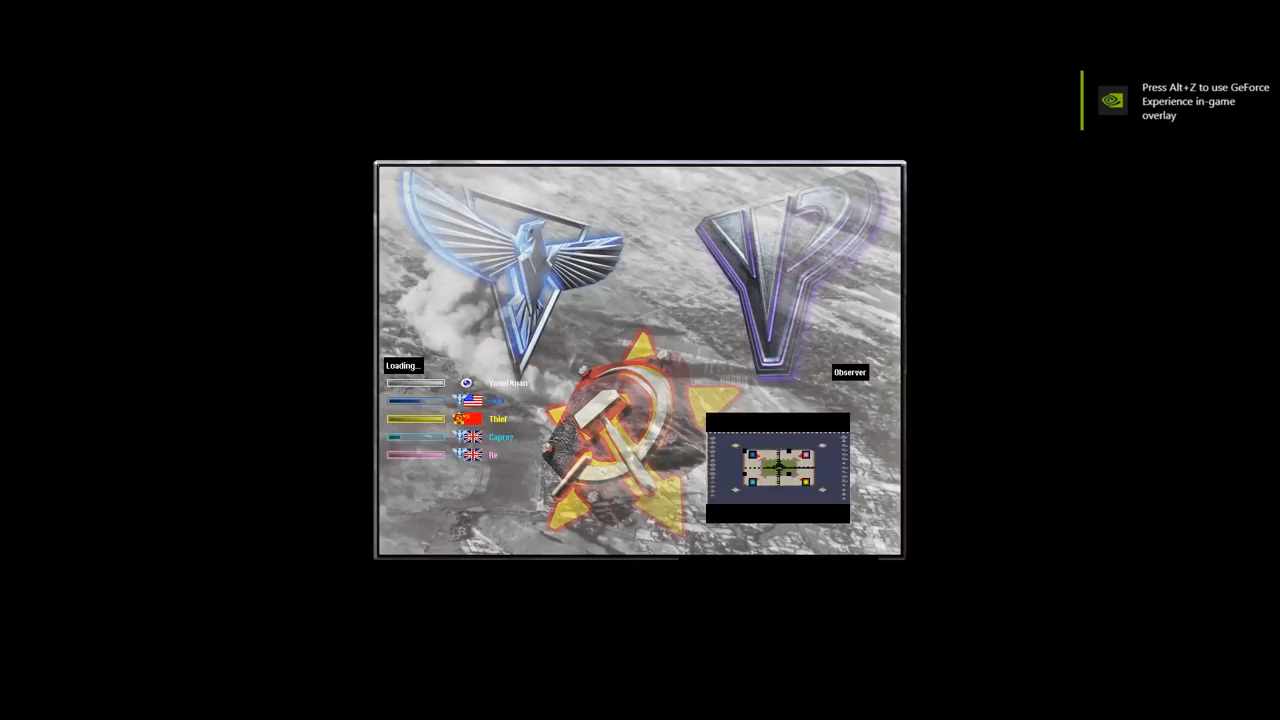 Press Alt+Z to use GeForce
Experience in-game
overlay
Loading...
Observer
YusefAnan
Thief
Caprey
Re